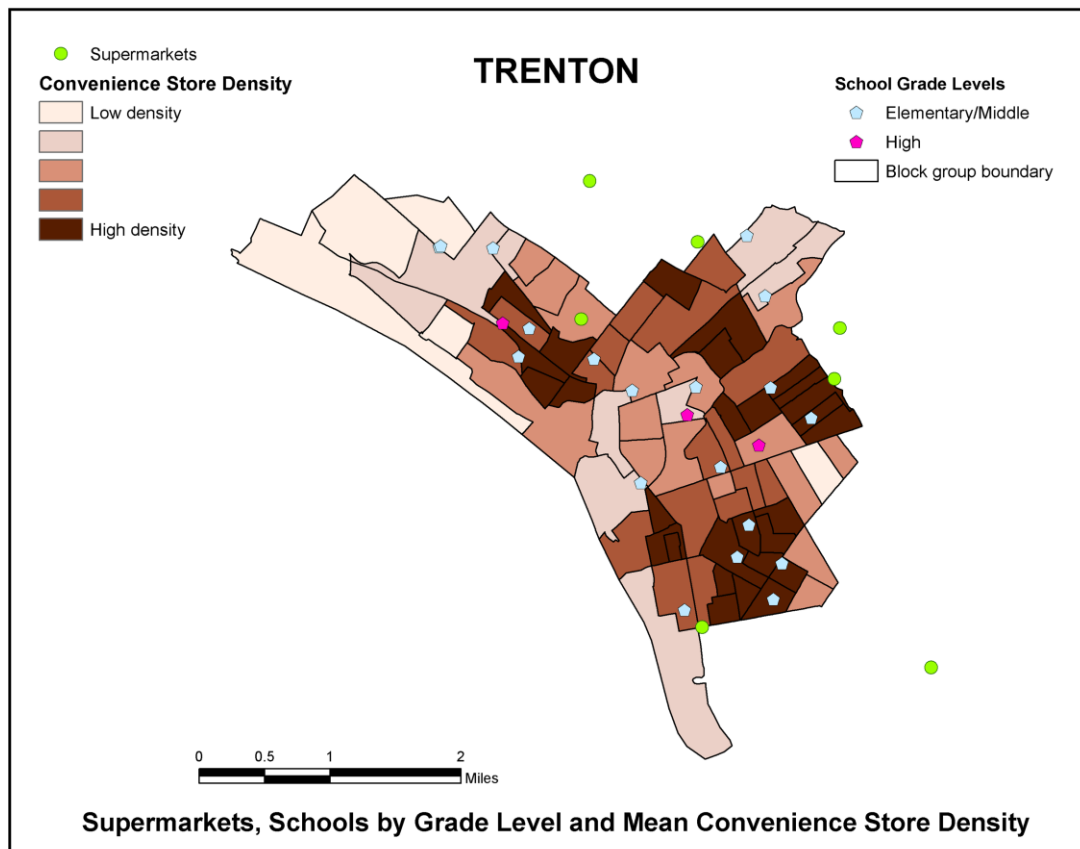 TRENTON
Supermarkets
Convenience Store Density
Low density
High density
School Grade Levels
Elementary/Middle
High
Block group boundary
0 0.5 1 2
Miles
Supermarkets, Schools by Grade Level and Mean Convenience Store Density